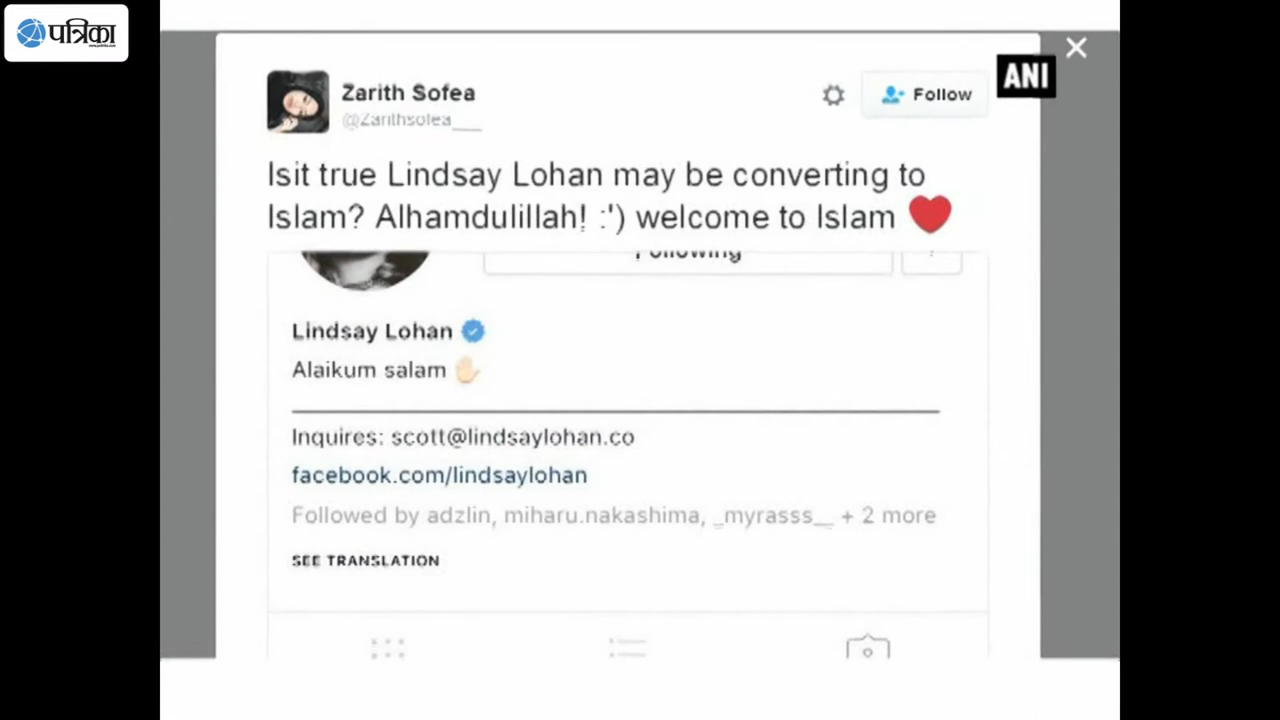 पत्रिका
ANI
Zarith Sofea
@Zarithsofea___
Follow
Isit true Lindsay Lohan may be converting to
Islam? Alhamdulillah! :') welcome to Islam ❤
Following
Lindsay Lohan
Alaikum salam ✋🏻
Inquires: scott@lindsaylohan.co
facebook.com/lindsaylohan
Followed by adzlin, miharu.nakashima, _myrasss__ + 2 more
SEE TRANSLATION